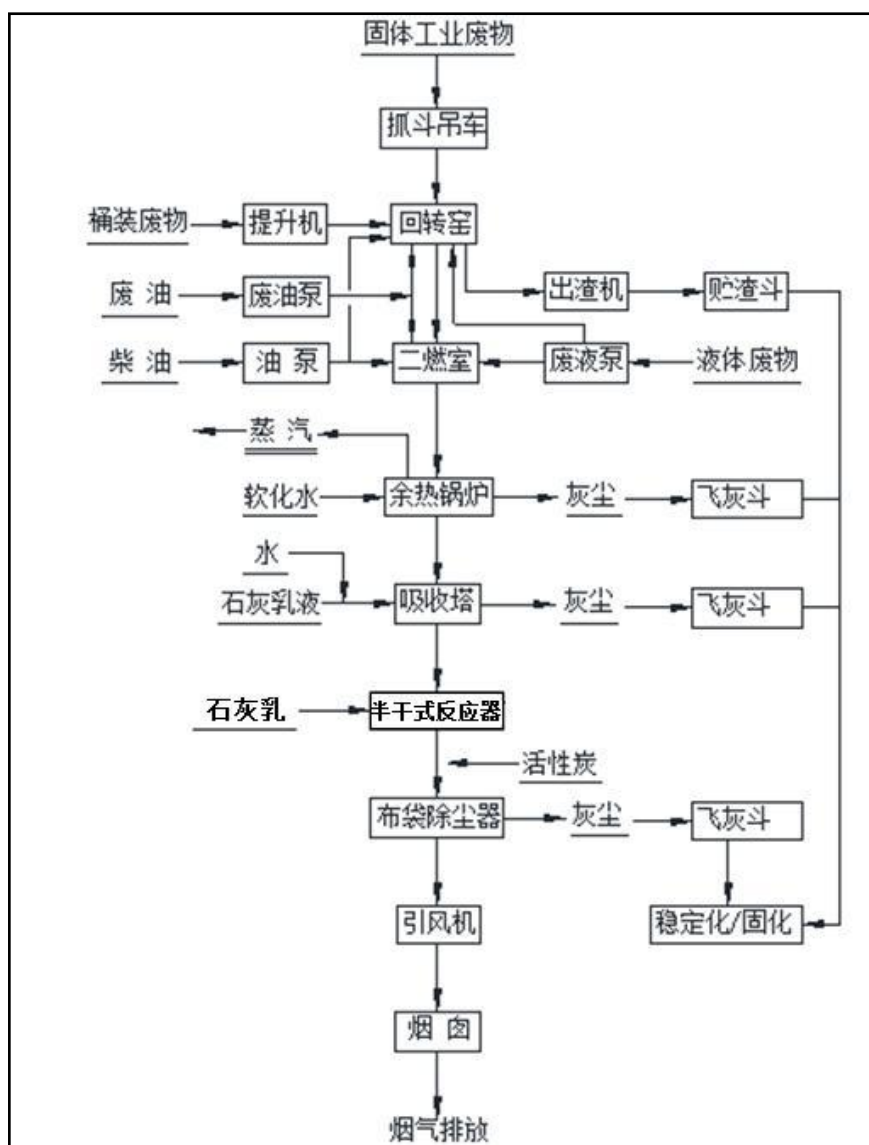 固体工业废物
抓斗吊车
桶装废物 提升机 回转窑
废油 废油泵 出渣机 贮渣斗
柴油 油泵 二燃室 废液泵 液体废物
蒸汽
软化水 余热锅炉 灰尘 飞灰斗
水
石灰乳液 吸收塔 灰尘 飞灰斗
石灰乳 半干式反应器
活性炭
布袋除尘器 灰尘 飞灰斗
引风机 稳定化/固化
烟囱
烟气排放